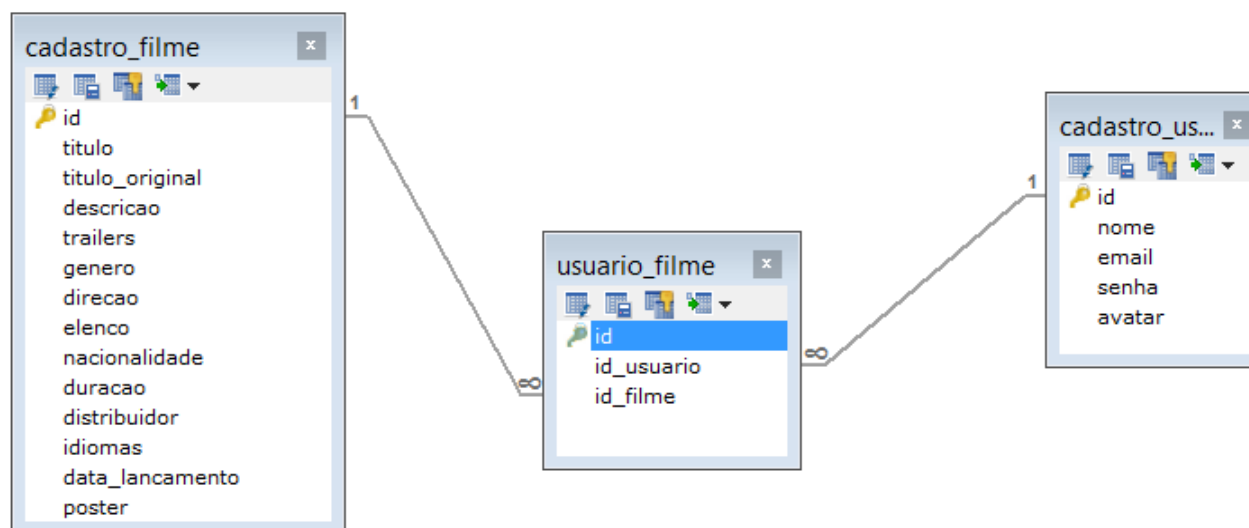 cadastro_filme
id
titulo
titulo_original
descricao
trailers
genero
direcao
elenco
nacionalidade
duracao
distribuidor
idiomas
data_lancamento
poster
1
∞
usuario_filme
id
id_usuario
id_filme
∞
1
cadastro_us...
id
nome
email
senha
avatar